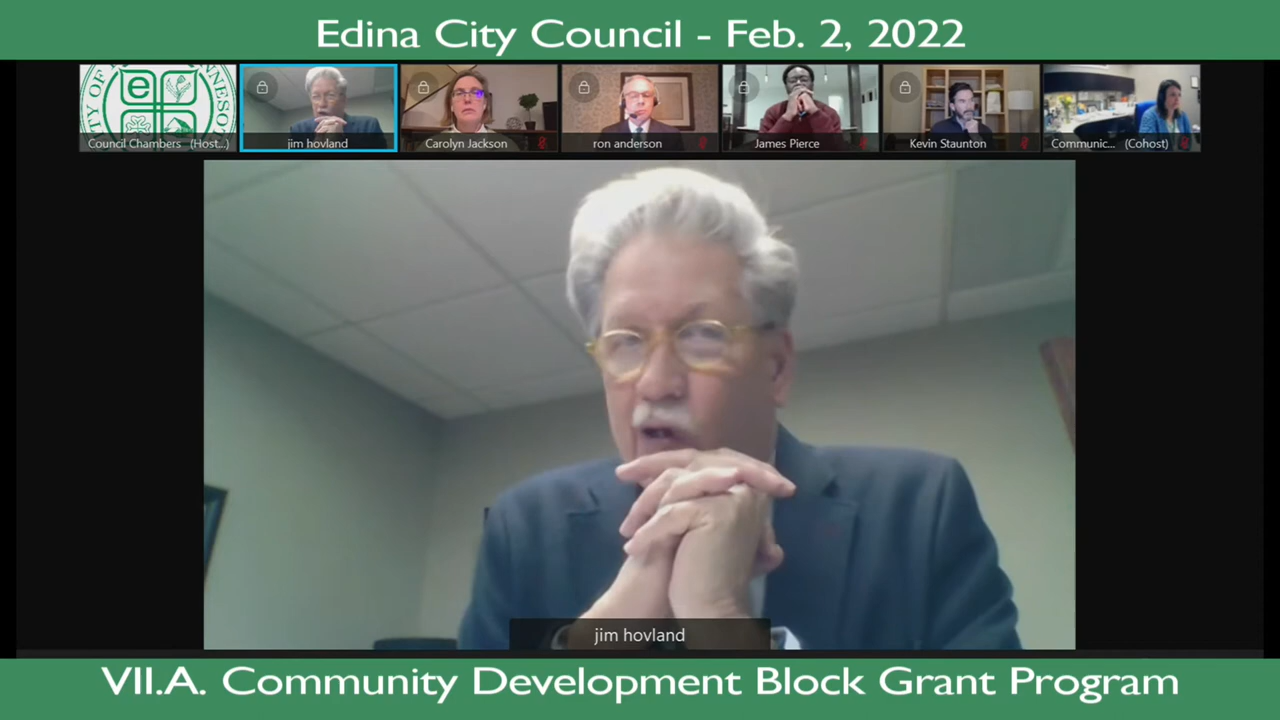 Edina City Council - Feb. 2, 2022
e
Council Chambers (Host...)
jim hovland
Carolyn Jackson
ron anderson
James Pierce
Kevin Staunton
Communic... (Cohost)
jim hovland
VII.A. Community Development Block Grant Program